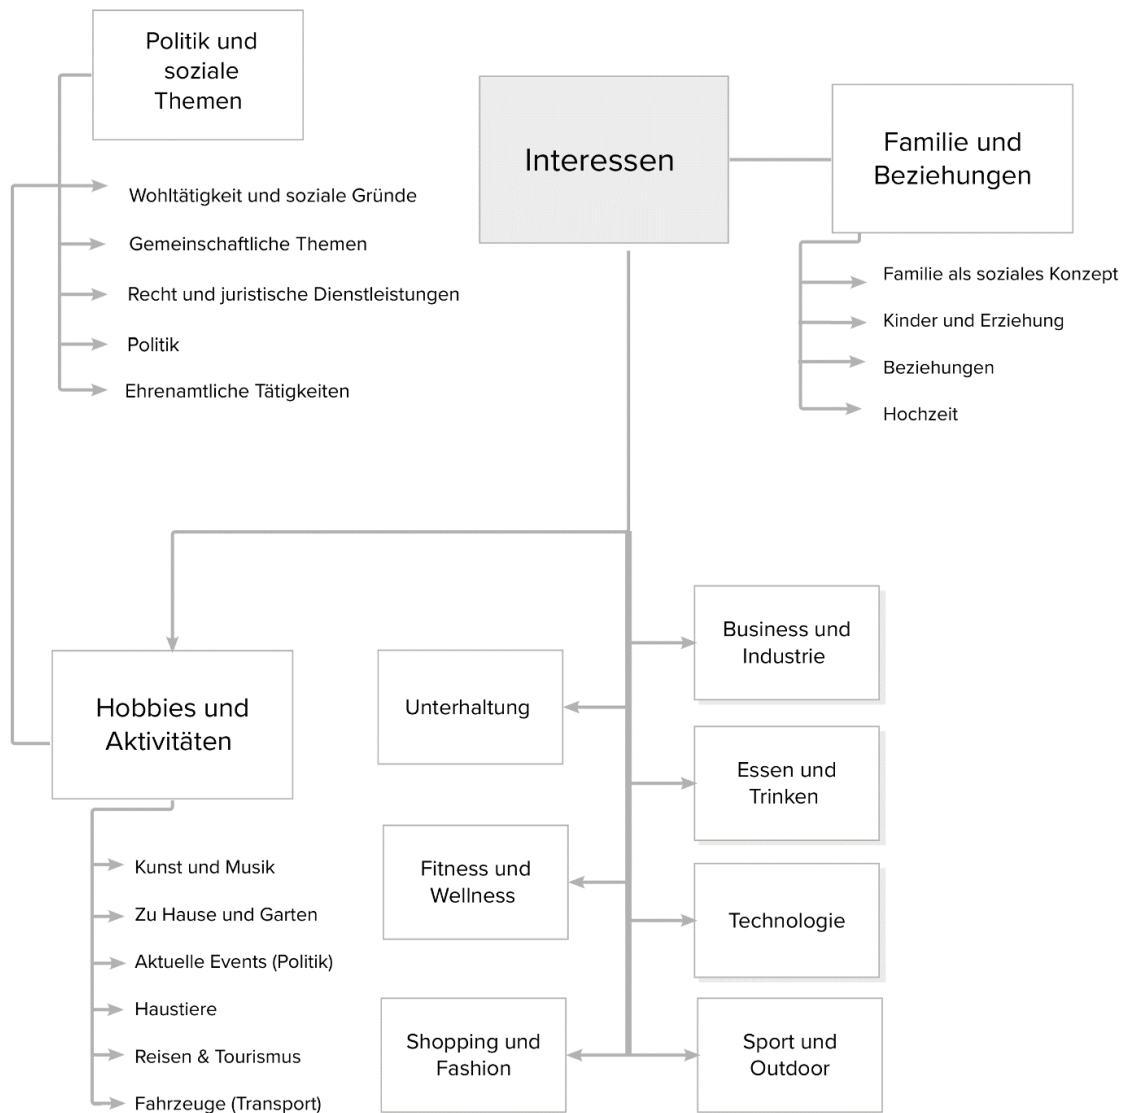 Politik und
soziale
Themen
Wohltätigkeit und soziale Gründe
Gemeinschaftliche Themen
Recht und juristische Dienstleistungen
Politik
Ehrenamtliche Tätigkeiten
Interessen
Familie und
Beziehungen
Familie als soziales Konzept
Kinder und Erziehung
Beziehungen
Hochzeit
Hobbies und
Aktivitäten
Kunst und Musik
Zu Hause und Garten
Aktuelle Events (Politik)
Haustiere
Reisen & Tourismus
Fahrzeuge (Transport)
Unterhaltung
Fitness und
Wellness
Shopping und
Fashion
Business und
Industrie
Essen und
Trinken
Technologie
Sport und
Outdoor